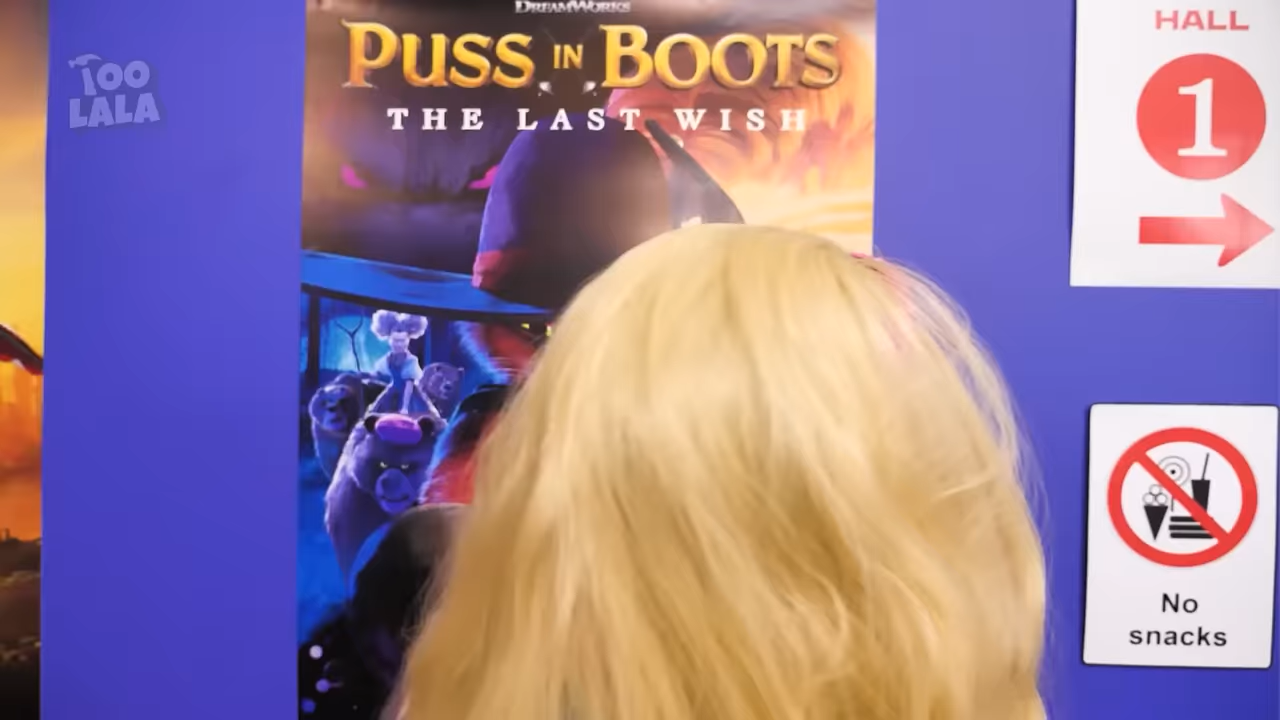 DREAMWORKS
PUSS IN BOOTS
THE LAST WISH
HALL
1
No
snacks
TOO
LALA